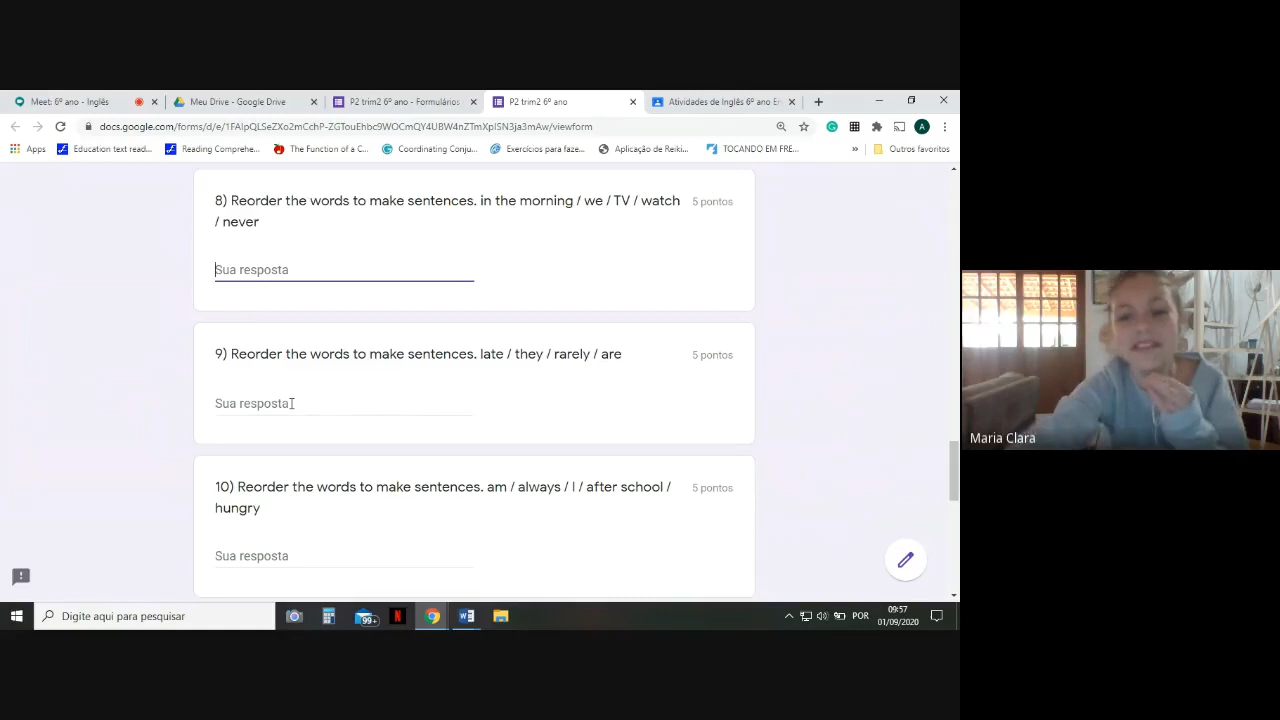 Meet: 6º ano - Inglês
Meu Drive - Google Drive
P2 trim2 6º ano - Formulários
P2 trim2 6º ano
Atividades de Inglês 6º ano En
docs.google.com/forms/d/e/1FAIpQLSeZXo2mCchP-ZGTouEhbc9WOCmQY4UBW4nZTmXpISN3ja3mAw/viewform
A
Apps
Education text read...
Reading Comprehe...
The Function of a C...
Coordinating Conju...
Exercícios para faze...
Aplicação de Reiki...
TOCANDO EM FRE...
»
Outros favoritos
8) Reorder the words to make sentences. in the morning / we / TV / watch
/ never
5 pontos
Sua resposta
9) Reorder the words to make sentences. late / they / rarely / are
5 pontos
Sua resposta
10) Reorder the words to make sentences. am / always / I / after school /
hungry
5 pontos
Sua resposta
Maria Clara
Digite aqui para pesquisar
99+
N
POR
09:57
01/09/2020